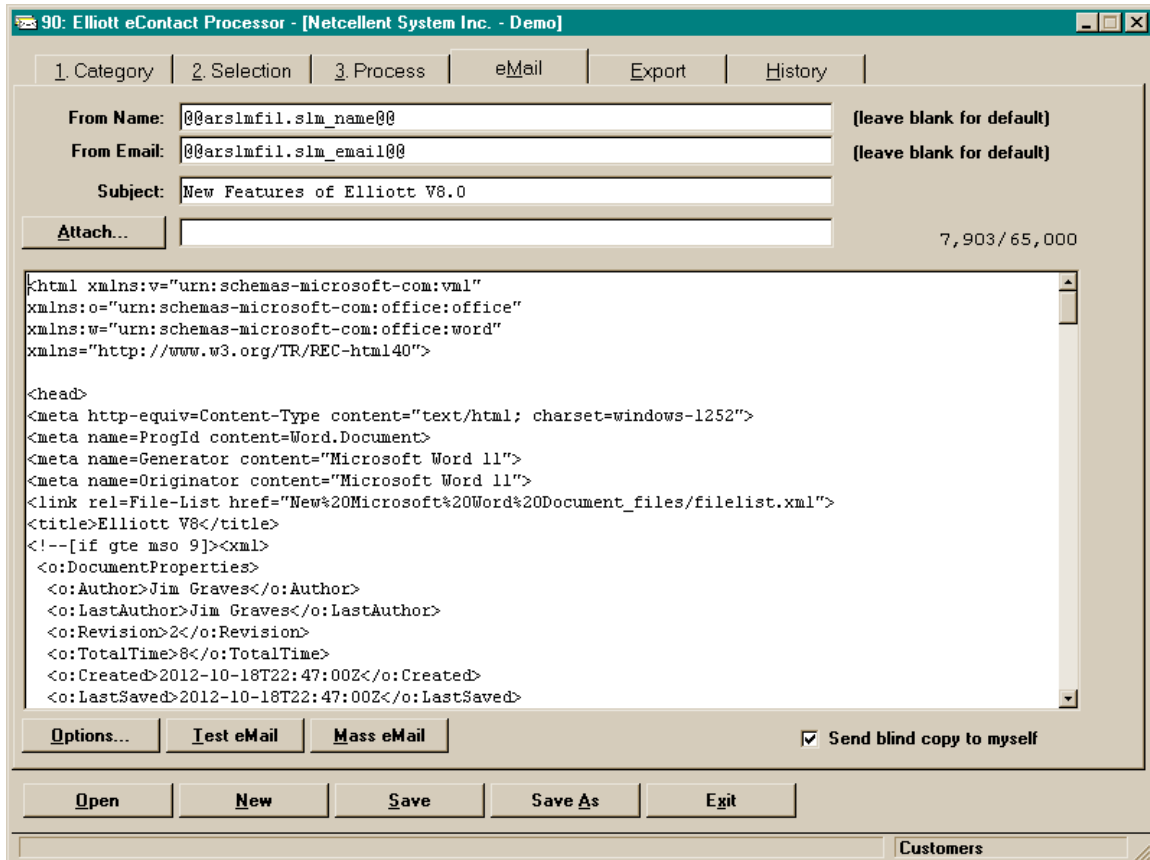 90: Elliott eContact Processor - [Netcellent System Inc. - Demo]
1. Category 2. Selection 3. Process eMail Export History
From Name: @@arslmfil.slm_name@@ (leave blank for default)
From Email: @@arslmfil.slm_email@@ (leave blank for default)
Subject: New Features of Elliott V8.0
Attach... 7,903/65,000
<html xmlns:v="urn:schemas-microsoft-com:vml"
xmlns:o="urn:schemas-microsoft-com:office:office"
xmlns:w="urn:schemas-microsoft-com:office:word"
xmlns="http://www.w3.org/TR/REC-html40">
<head>
<meta http-equiv=Content-Type content="text/html; charset=windows-1252">
<meta name=ProgId content=Word.Document>
<meta name=Generator content="Microsoft Word 11">
<meta name=Originator content="Microsoft Word 11">
<link rel=File-List href="New%20Microsoft%20Word%20Document_files/filelist.xml">
<title>Elliott V8</title>
<!--[if gte mso 9]><xml>
<o:DocumentProperties>
<o:Author>Jim Graves</o:Author>
<o:LastAuthor>Jim Graves</o:LastAuthor>
<o:Revision>2</o:Revision>
<o:TotalTime>8</o:TotalTime>
<o:Created>2012-10-18T22:47:00Z</o:Created>
<o:LastSaved>2012-10-18T22:47:00Z</o:LastSaved>
Options... Test eMail Mass eMail Send blind copy to myself
Open New Save Save As Exit
Customers